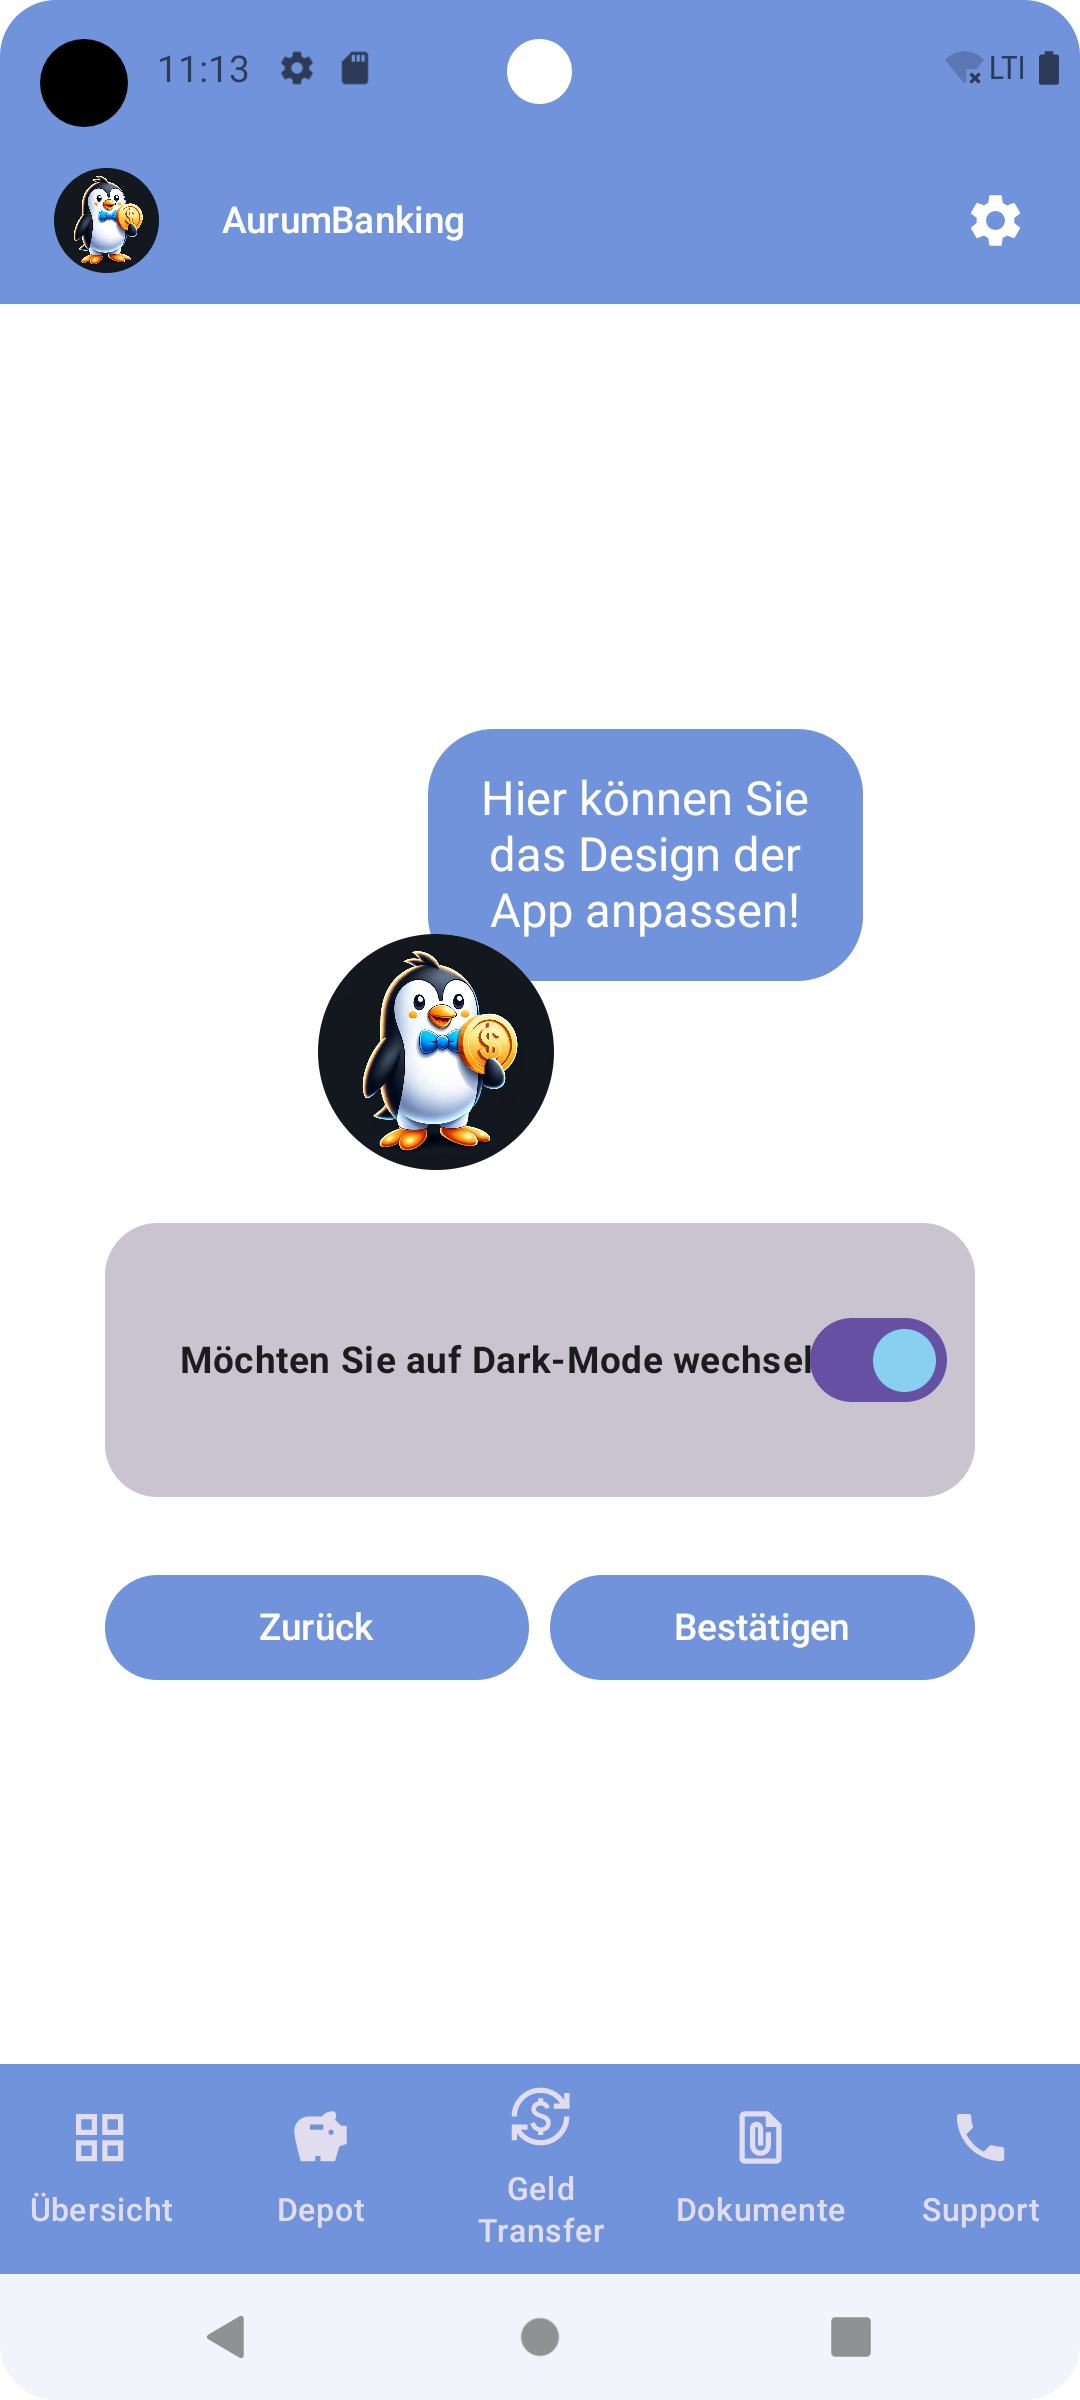 11:13
LTI
AurumBanking
Hier können Sie
das Design der
App anpassen!
Möchten Sie auf Dark-Mode wechsel
Zurück
Bestätigen
Übersicht
Depot
Geld
Transfer
Dokumente
Support